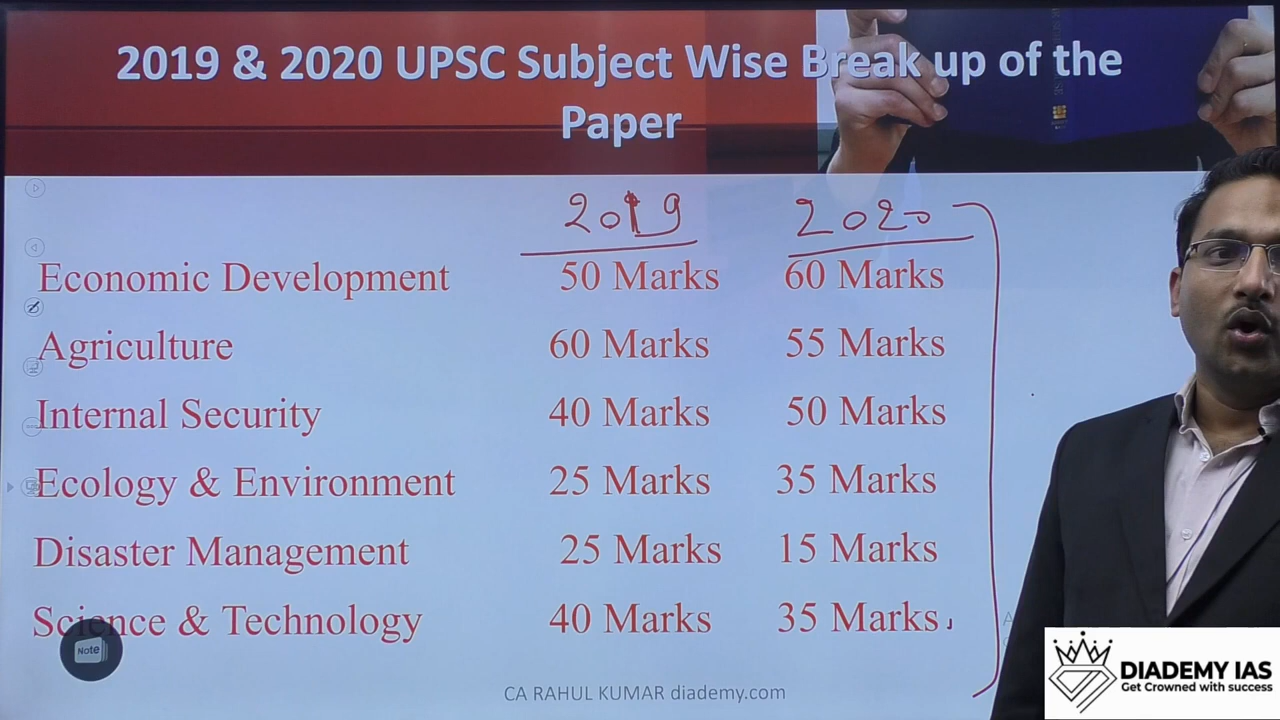 2019 & 2020 UPSC Subject Wise Break up of the
Paper
2019 2020
Economic Development 50 Marks 60 Marks
Agriculture 60 Marks 55 Marks
Internal Security 40 Marks 50 Marks
Ecology & Environment 25 Marks 35 Marks
Disaster Management 25 Marks 15 Marks
Science & Technology 40 Marks 35 Marks
Note
CA RAHUL KUMAR diademy.com
DIADEMY IAS
Get Crowned with success